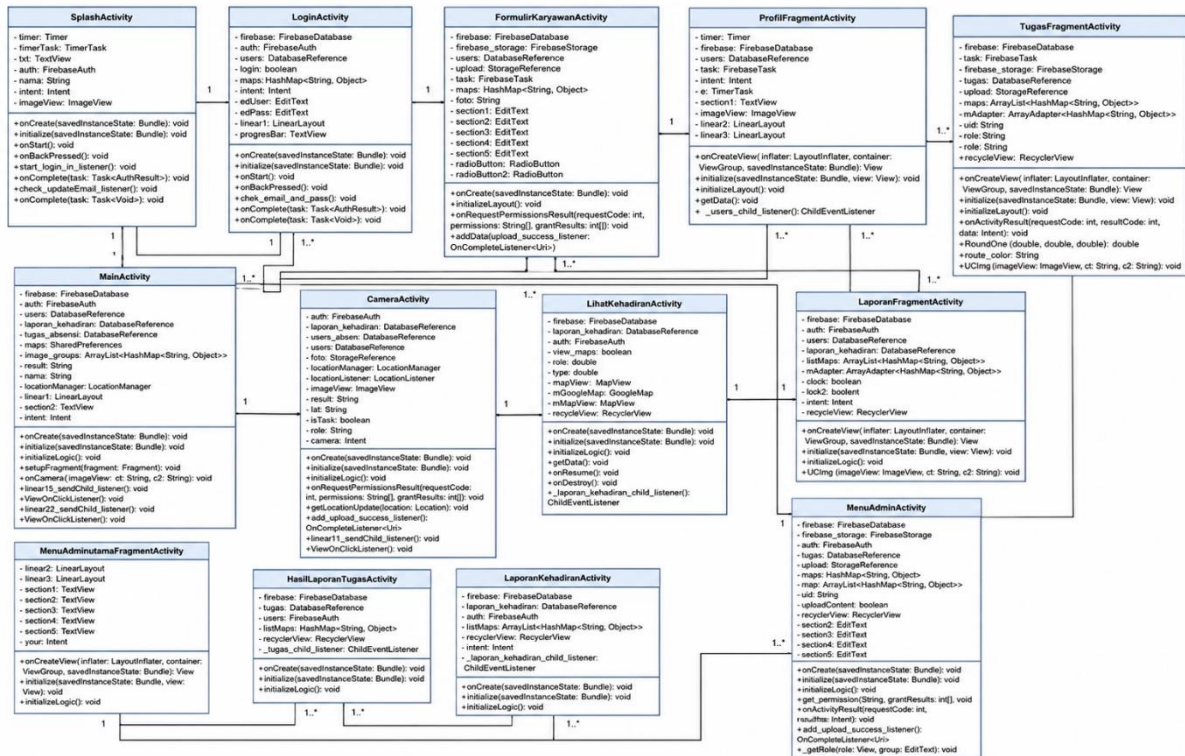 SplashActivity
- timer: Timer
- timerTask: TimerTask
- txt: TextView
- auth: FirebaseAuth
- nama: String
- intent: Intent
- imageView: ImageView
+onCreate(savedInstanceState: Bundle): void
+initialize(savedInstanceState: Bundle): void
+onStart(): void
+onBackPressed(): void
+start_login_in_listener(): void
+onComplete(task: Task<AuthResult>): void
+check_updateEmail_listener(): void
+onComplete(task: Task<Void>): void
1
LoginActivity
- firebase: FirebaseDatabase
- auth: FirebaseAuth
- users: DatabaseReference
- login: boolean
- maps: HashMap<String, Object>
- intent: Intent
- edUser: EditText
- edPass: EditText
- linear1: LinearLayout
- progresBar: TextView
+onCreate(savedInstanceState: Bundle): void
+initialize(savedInstanceState: Bundle): void
+onStart(): void
+onBackPressed(): void
+chek_email_and_pass(): void
+onComplete(task: Task<AuthResult>): void
+onComplete(task: Task<Void>): void
1
FormulirKaryawanActivity
- firebase: FirebaseDatabase
- firebase_storage: FirebaseStorage
- users: DatabaseReference
- upload: StorageReference
- task: FirebaseTask
- maps: HashMap<String, Object>
- foto: String
- section1: EditText
- section2: EditText
- section3: EditText
- section4: EditText
- section5: EditText
- radioButton: RadioButton
- radioButton2: RadioButton
+onCreate(savedInstanceState: Bundle): void
+initializeLayout(): void
+onRequestPermissionsResult(requestCode: int,
permissions: String[], grantResults: int[]): void
+addData(upload_success_listener:
OnCompleteListener<Uri>)
1
ProfilFragmentActivity
- timer: Timer
- firebase: FirebaseDatabase
- users: DatabaseReference
- task: FirebaseTask
- intent: Intent
- e: TimerTask
- section1: TextView
- imageView: ImageView
- linear2: LinearLayout
- linear3: LinearLayout
+onCreateView( inflater: LayoutInflater, container:
ViewGroup, savedInstanceState: Bundle): View
+initialize(savedInstanceState: Bundle, view: View): void
+initializeLayout(): void
+getData(): void
+ _users_child_listener(): ChildEventListener
1
TugasFragmentActivity
- firebase: FirebaseDatabase
- task: FirebaseTask
- firebase_storage: FirebaseStorage
- tugas: DatabaseReference
- upload: StorageReference
- maps: ArrayList<HashMap<String, Object>>
- mAdapter: ArrayAdapter<HashMap<String, Object>>
- uid: String
- role: String
- role: String
- recycleView: RecyclerView
+onCreateView( inflater: LayoutInflater, container:
ViewGroup, savedInstanceState: Bundle): View
+initialize(savedInstanceState: Bundle, view: View): void
+initializeLayout(): void
+onActivityResult(requestCode: int, resultCode: int,
data: Intent): void
+RoundOne (double, double, double): double
+route_color: String
+UCImg (imageView: ImageView, ct: String, c2: String): void
1
1
1
1..*
1..*
1..*
1..*
1..*
MainActivity
- firebase: FirebaseDatabase
- auth: FirebaseAuth
- users: DatabaseReference
- laporan_kehadiran: DatabaseReference
- tugas_absensi: DatabaseReference
- maps: SharedPreferences
- image_groups: ArrayList<HashMap<String, Object>>
- result: String
- nama: String
- locationManager: LocationManager
- linear1: LinearLayout
- section2: TextView
- intent: Intent
+onCreate(savedInstanceState: Bundle): void
+initialize(savedInstanceState: Bundle): void
+initializeLogic(): void
+setupFragment(fragment: Fragment): void
+onCamera( imageView: ct: String, c2: String): void
+linear15_sendChild_listener(): void
+ViewOnClickListener(): void
+linear22_sendChild_listener(): void
+ViewOnClickListener(): void
1
CameraActivity
- auth: FirebaseAuth
- laporan_kehadiran: DatabaseReference
- users_absen: DatabaseReference
- users: DatabaseReference
- foto: StorageReference
- locationManager: LocationManager
- locationListener: LocationListener
- imageView: ImageView
- result: String
- lat: String
- isTask: boolean
- role: String
- camera: Intent
+onCreate(savedInstanceState: Bundle): void
+initialize(savedInstanceState: Bundle): void
+initializeLogic(): void
+onRequestPermissionsResult(requestCode:
int, permissions: String[], grantResults: int[]): void
+getLocationUpdate(location: Location): void
+add_upload_success_listener():
OnCompleteListener<Uri>
+linear11_sendChild_listener(): void
+ViewOnClickListener(): void
1
LihatKehadiranActivity
- firebase: FirebaseDatabase
- laporan_kehadiran: DatabaseReference
- auth: FirebaseAuth
- view_maps: boolean
- role: double
- type: double
- mapView: MapView
- mGoogleMap: GoogleMap
- mMapView: MapView
- recycleView: RecyclerView
+onCreate(savedInstanceState: Bundle): void
+initialize(savedInstanceState: Bundle): void
+initializeLogic(): void
+getData(): void
+onResume(): void
+onDestroy(): void
+_laporan_kehadiran_child_listener():
ChildEventListener
1
1
LaporanFragmentActivity
- firebase: FirebaseDatabase
- auth: FirebaseAuth
- users: DatabaseReference
- laporan_kehadiran: DatabaseReference
- listMaps: ArrayList<HashMap<String, Object>>
- mAdapter: ArrayAdapter<HashMap<String, Object>>
- clock: boolean
- lock2: boolent
- intent: Intent
- recycleView: RecyclerView
+onCreateView( inflater: LayoutInflater, container:
ViewGroup, savedInstanceState: Bundle): View
+initialize(savedInstanceState: Bundle, view: View): void
+initializeLogic(): void
+UCImg (imageView: ImageView, ct: String, c2: String): void
1
1
MenuAdminutamaFragmentActivity
- linear2: LinearLayout
- linear3: LinearLayout
- section1: TextView
- section2: TextView
- section3: TextView
- section4: TextView
- section5: TextView
- your: Intent
+onCreateView( inflater: LayoutInflater, container:
ViewGroup, savedInstanceState: Bundle): View
+initialize(savedInstanceState: Bundle, view:
View): void
+initializeLogic(): void
1
HasilLaporanTugasActivity
- firebase: FirebaseDatabase
- tugas: DatabaseReference
- users: FirebaseAuth
- listMaps: HashMap<String, Object>
- recyclerView: RecyclerView
- _tugas_child_listener: ChildEventListener
+onCreate(savedInstanceState: Bundle): void
+initialize(savedInstanceState: Bundle): void
+initializeLogic(): void
1..*
1..*
LaporanKehadiranActivity
- firebase: FirebaseDatabase
- laporan_kehadiran: DatabaseReference
- auth: FirebaseAuth
- listMaps: ArrayList<HashMap<String, Object>>
- recyclerView: RecyclerView
- intent: Intent
- _laporan_kehadiran_child_listener:
ChildEventListener
+onCreate(savedInstanceState: Bundle): void
+initialize(savedInstanceState: Bundle): void
+initializeLogic(): void
1
1..*
1..*
MenuAdminActivity
- firebase: FirebaseDatabase
- firebase_storage: FirebaseStorage
- auth: FirebaseAuth
- tugas: DatabaseReference
- upload: StorageReference
- maps: HashMap<String, Object>
- map: ArrayList<HashMap<String, Object>>
- uid: String
- uploadContent: boolean
- recyclerView: RecyclerView
- section2: EditText
- section3: EditText
- section4: EditText
- section5: EditText
+onCreate(savedInstanceState: Bundle): void
+initialize(savedInstanceState: Bundle): void
+initializeLogic(): void
+get_permission(String, grantResults: int[], void
+onActivityResult(requestCode: int,
Intent): void
+add_upload_success_listener():
OnCompleteListener<Uri>
+_getRole(role: View, group: EditText): void